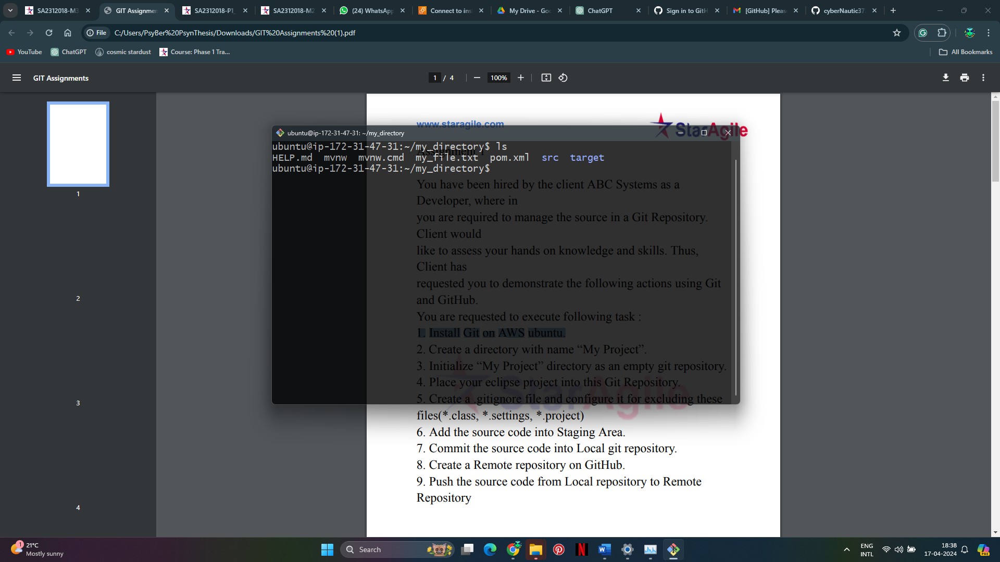 SA2312018-M3
GIT Assignmen
SA2312018-P1_
SA2312018-M2
(24) WhatsApp
Connect to ins
My Drive - Goo
ChatGPT
Sign in to GitH
[GitHub] Pleas
cyberNautic37
File
C:/Users/PsyBer%20PsynThesis/Downloads/GIT%20Assignments%20(1).pdf
YouTube
ChatGPT
cosmic stardust
Course: Phase 1 Tra...
All Bookmarks
GIT Assignments
1 / 4
100%
1
2
3
4
www.staragile.com
StarAgile
ubuntu@ip-172-31-47-31: ~/my_directory
ubuntu@ip-172-31-47-31:~/my_directory$ ls
HELP.md mvnw mvnw.cmd my_file.txt pom.xml src target
ubuntu@ip-172-31-47-31:~/my_directory$
Assignment 1
You have been hired by the client ABC Systems as a
Developer, where in
you are required to manage the source in a Git Repository.
Client would
like to assess your hands on knowledge and skills. Thus,
Client has
requested you to demonstrate the following actions using Git
and GitHub.
You are requested to execute following task :
1. Install Git on AWS ubuntu.
2. Create a directory with name “My Project”.
3. Initialize “My Project” directory as an empty git repository.
4. Place your eclipse project into this Git Repository.
5. Create a .gitignore file and configure it for excluding these
files(*.class, *.settings, *.project)
6. Add the source code into Staging Area.
7. Commit the source code into Local git repository.
8. Create a Remote repository on GitHub.
9. Push the source code from Local repository to Remote
Repository
StarAgile
1
21°C
Mostly sunny
Search
ENG
INTL
18:38
17-04-2024
PRE